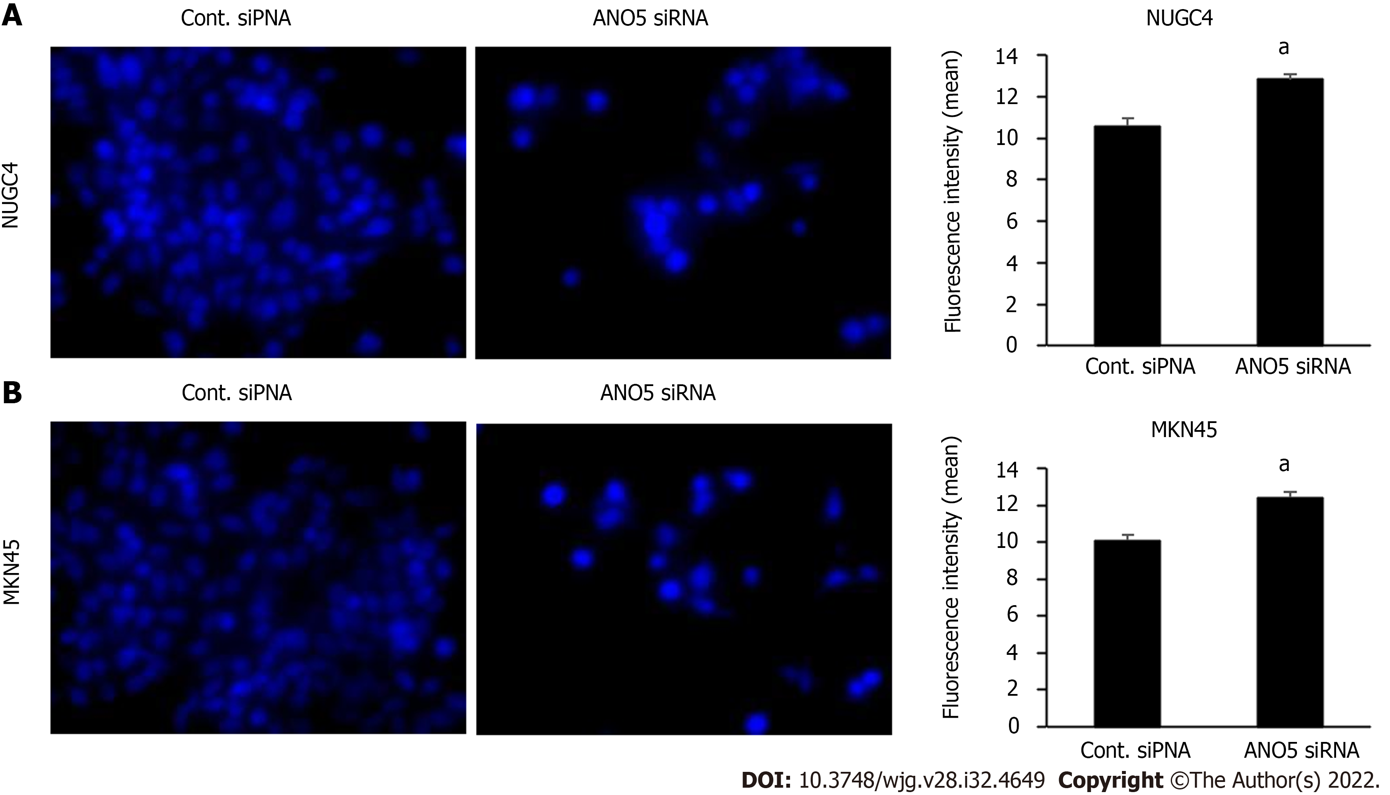 A
Cont. siPNA
ANO5 siRNA
NUGC4
NUGC4
a
Fluorescence intensity (mean)
14
12
10
8
6
4
2
0
Cont. siPNA
ANO5 siRNA
B
Cont. siPNA
ANO5 siRNA
MKN45
MKN45
a
Fluorescence intensity (mean)
14
12
10
8
6
4
2
0
Cont. siPNA
ANO5 siRNA
DOI: 10.3748/wjg.v28.i32.4649 Copyright ©The Author(s) 2022.